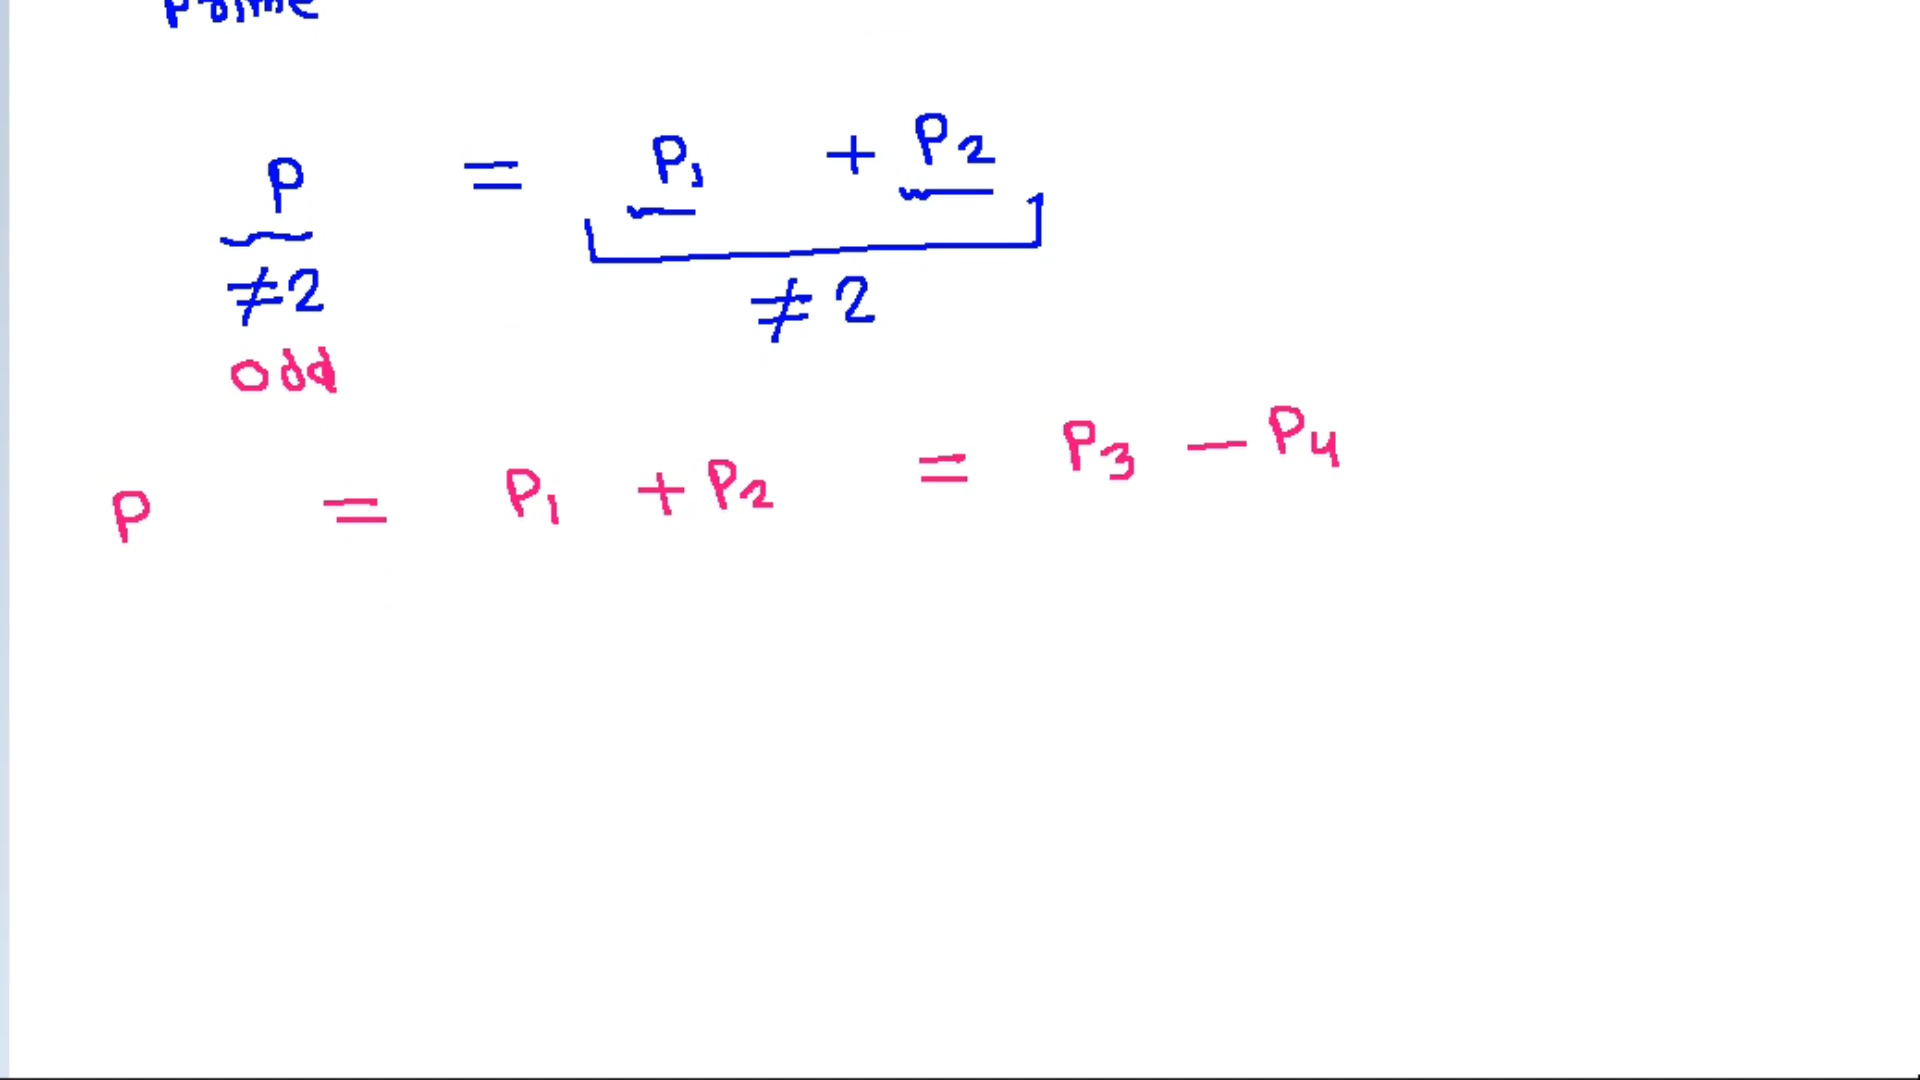 P = P₁ + P₂
≠2 ≠ 2
odd
P = P₁ + P₂ = P₃ − P₄